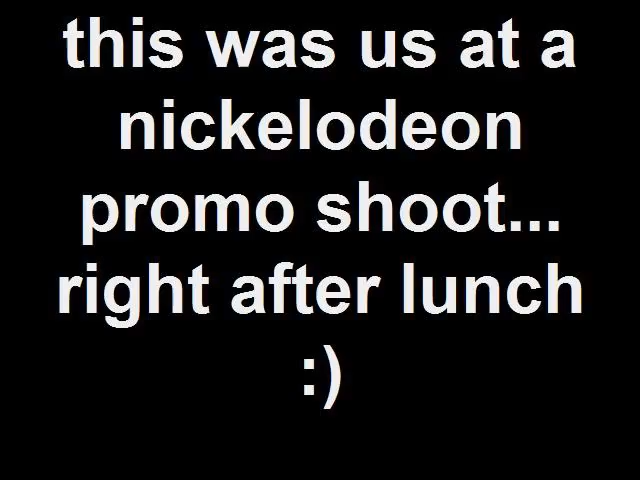 this was us at a
nickelodeon
promo shoot...
right after lunch
:)